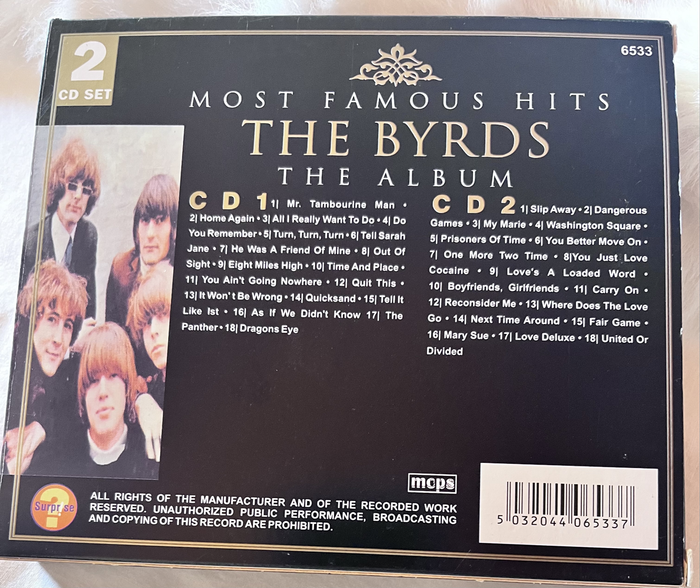 2
CD SET
6533
MOST FAMOUS HITS
THE BYRDS
THE ALBUM
CD 1 1| Mr. Tambourine Man •
2| Home Again • 3| All I Really Want To Do • 4| Do
You Remember • 5| Turn, Turn, Turn • 6| Tell Sarah
Jane • 7| He Was A Friend Of Mine • 8| Out Of
Sight • 9| Eight Miles High • 10| Time And Place •
11| You Ain't Going Nowhere • 12| Quit This •
13| It Won't Be Wrong • 14| Quicksand • 15| Tell It
Like Ist • 16| As If We Didn't Know 17| The
Panther • 18| Dragons Eye
CD 2 1| Slip Away • 2| Dangerous
Games • 3| My Marie • 4| Washington Square •
5| Prisoners Of Time • 6| You Better Move On •
7| One More Two Time • 8|You Just Love
Cocaine • 9| Love's A Loaded Word •
10| Boyfriends, Girlfriends • 11| Carry On •
12| Reconsider Me • 13| Where Does The Love
Go • 14| Next Time Around • 15| Fair Game •
16| Mary Sue • 17| Love Deluxe • 18| United Or
Divided
Surprise
ALL RIGHTS OF THE MANUFACTURER AND OF THE RECORDED WORK
RESERVED. UNAUTHORIZED PUBLIC PERFORMANCE, BROADCASTING
AND COPYING OF THIS RECORD ARE PROHIBITED.
mcps
5 032044 065337